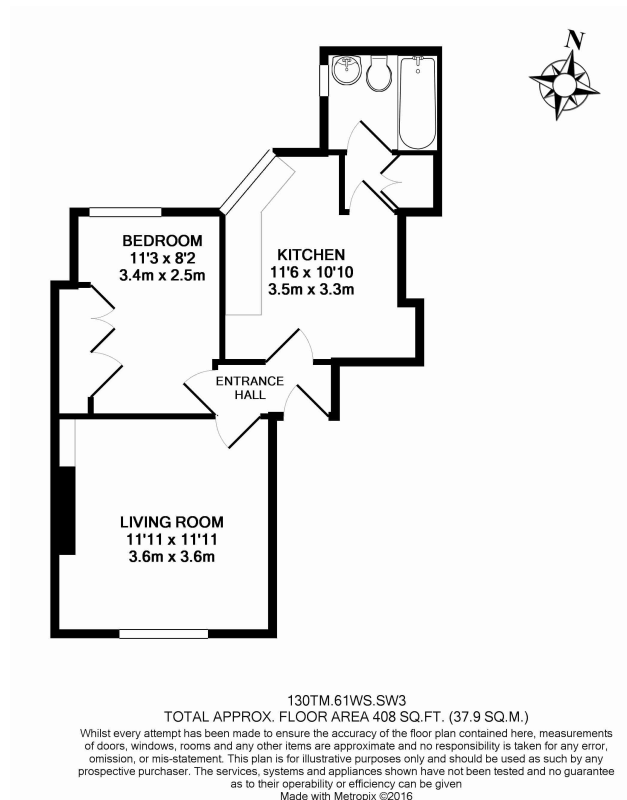 N
BEDROOM
11'3 x 8'2
3.4m x 2.5m
KITCHEN
11'6 x 10'10
3.5m x 3.3m
ENTRANCE
HALL
LIVING ROOM
11'11 x 11'11
3.6m x 3.6m
130TM.61WS.SW3
TOTAL APPROX. FLOOR AREA 408 SQ.FT. (37.9 SQ.M.)
Whilst every attempt has been made to ensure the accuracy of the floor plan contained here, measurements
of doors, windows, rooms and any other items are approximate and no responsibility is taken for any error,
omission, or mis-statement. This plan is for illustrative purposes only and should be used as such by any
prospective purchaser. The services, systems and appliances shown have not been tested and no guarantee
as to their operability or efficiency can be given
Made with Metropix ©2016